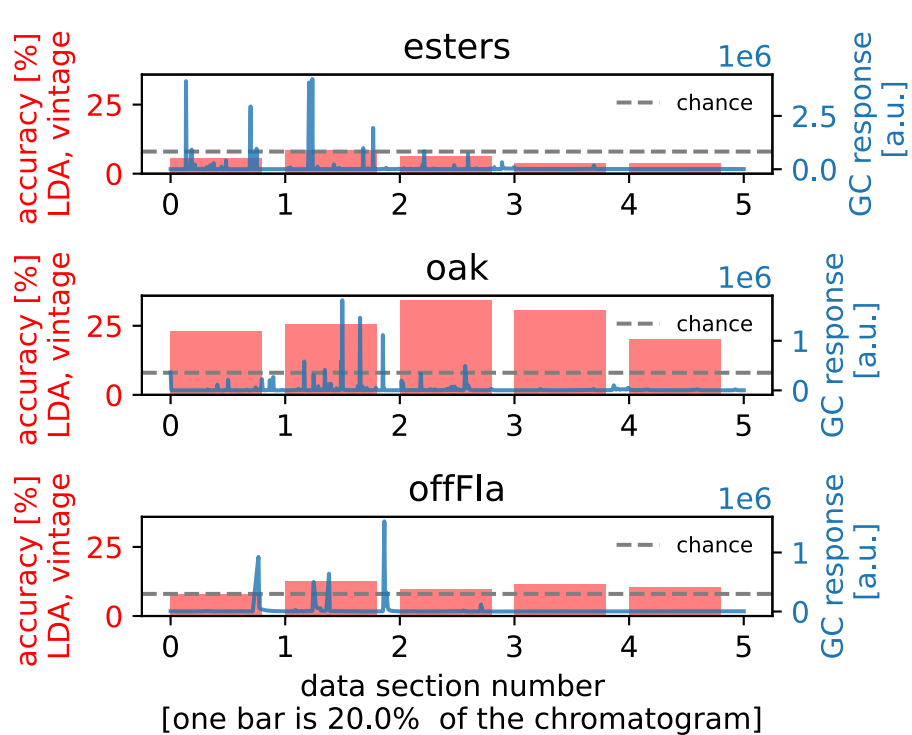 esters
1e6
accuracy [%]
LDA, vintage
25
0
chance
2.5
0.0
GC response
[a.u.]
0 1 2 3 4 5
oak
1e6
accuracy [%]
LDA, vintage
25
0
chance
1
0
GC response
[a.u.]
0 1 2 3 4 5
offFla
1e6
accuracy [%]
LDA, vintage
25
0
chance
1
0
GC response
[a.u.]
0 1 2 3 4 5
data section number
[one bar is 20.0%  of the chromatogram]